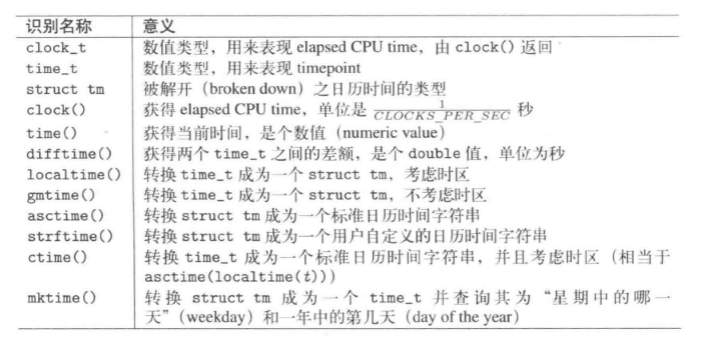 识别名称 意义
clock_t 数值类型，用来表现 elapsed CPU time，由 clock() 返回
time_t 数值类型，用来表现 timepoint
struct tm 被解开（broken down）之日历时间的类型
clock() 获得 elapsed CPU time，单位是 1/CLOCKS_PER_SEC 秒
time() 获得当前时间，是个数值（numeric value）
difftime() 获得两个 time_t 之间的差额，是个 double 值，单位为秒
localtime() 转换 time_t 成为一个 struct tm，考虑时区
gmtime() 转换 time_t 成为一个 struct tm，不考虑时区
asctime() 转换 struct tm 成为一个标准日历时间字符串
strftime() 转换 struct tm 成为一个用户自定义的日历时间字符串
ctime() 转换 time_t 成为一个标准日历时间字符串，并且考虑时区（相当于
asctime(localtime(t))）
mktime() 转换 struct tm 成为一个 time_t 并查询其为“星期中的哪一
天”（weekday）和一年中的第几天（day of the year）